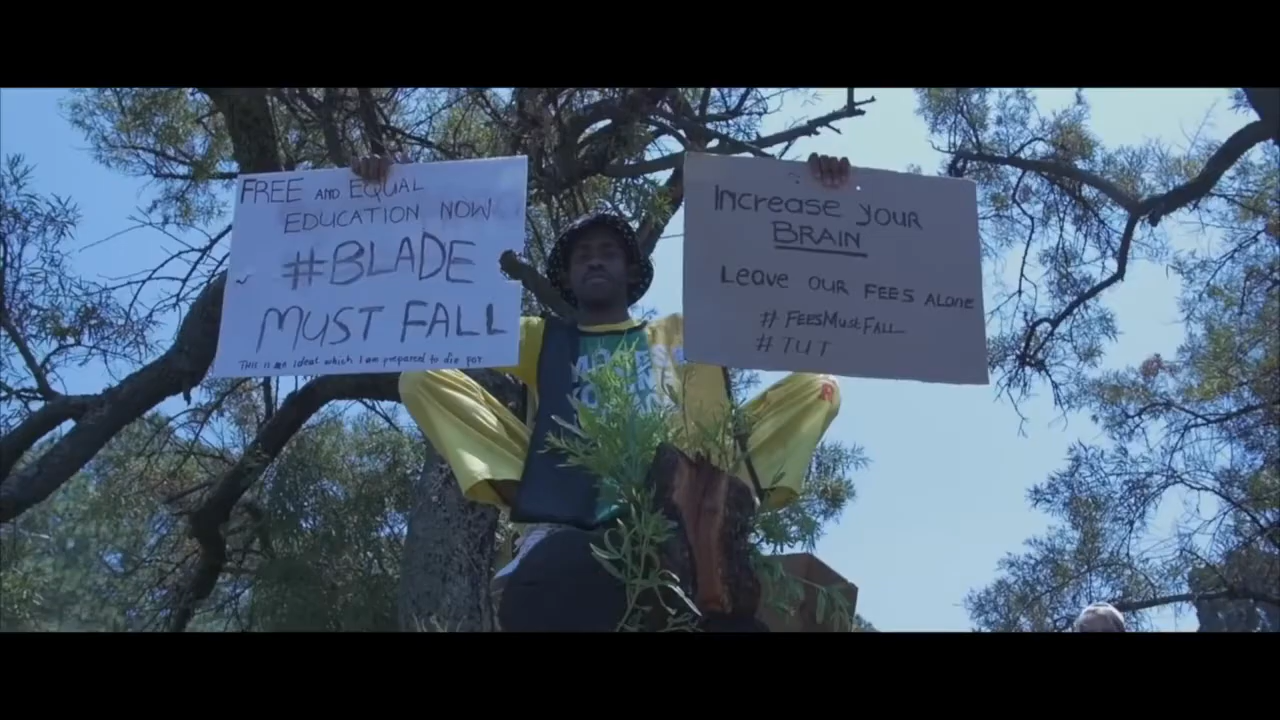 FREE AND EQUAL
EDUCATION NOW
#BLADE
MUST FALL
THIS is an ideal which I am prepared to die for.
Increase your
BRAIN
Leave our FEES ALONE
# FEESMustFALL
# TUT